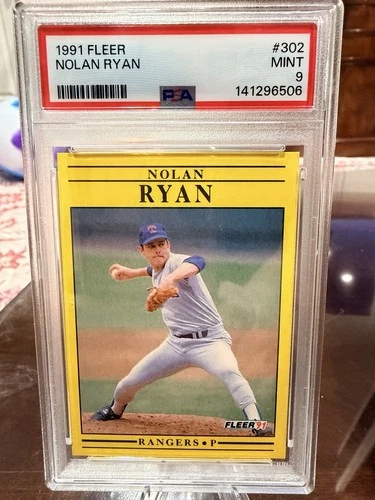 1991 FLEER #302
NOLAN RYAN MINT
9
PSA 141296506
NOLAN
RYAN
T
FLEER 91
RANGERS • P